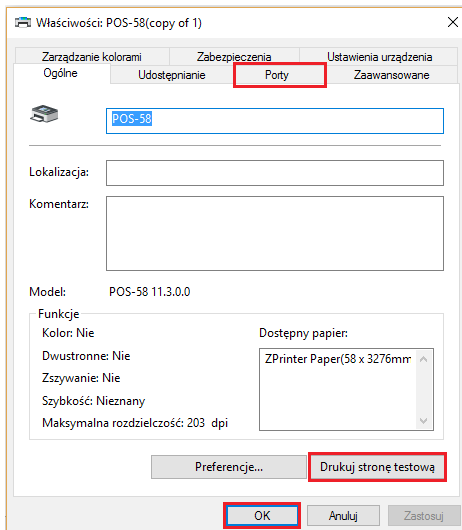 Właściwości: POS-58(copy of 1)
Zarządzanie kolorami Zabezpieczenia Ustawienia urządzenia
Ogólne Udostępnianie Porty Zaawansowane
POS-58
Lokalizacja:
Komentarz:
Model: POS-58 11.3.0.0
Funkcje
Kolor: Nie Dostępny papier:
Dwustronne: Nie ZPrinter Paper(58 x 3276mm
Zszywanie: Nie
Szybkość: Nieznany
Maksymalna rozdzielczość: 203 dpi
Preferencje... Drukuj stronę testową
OK Anuluj Zastosuj